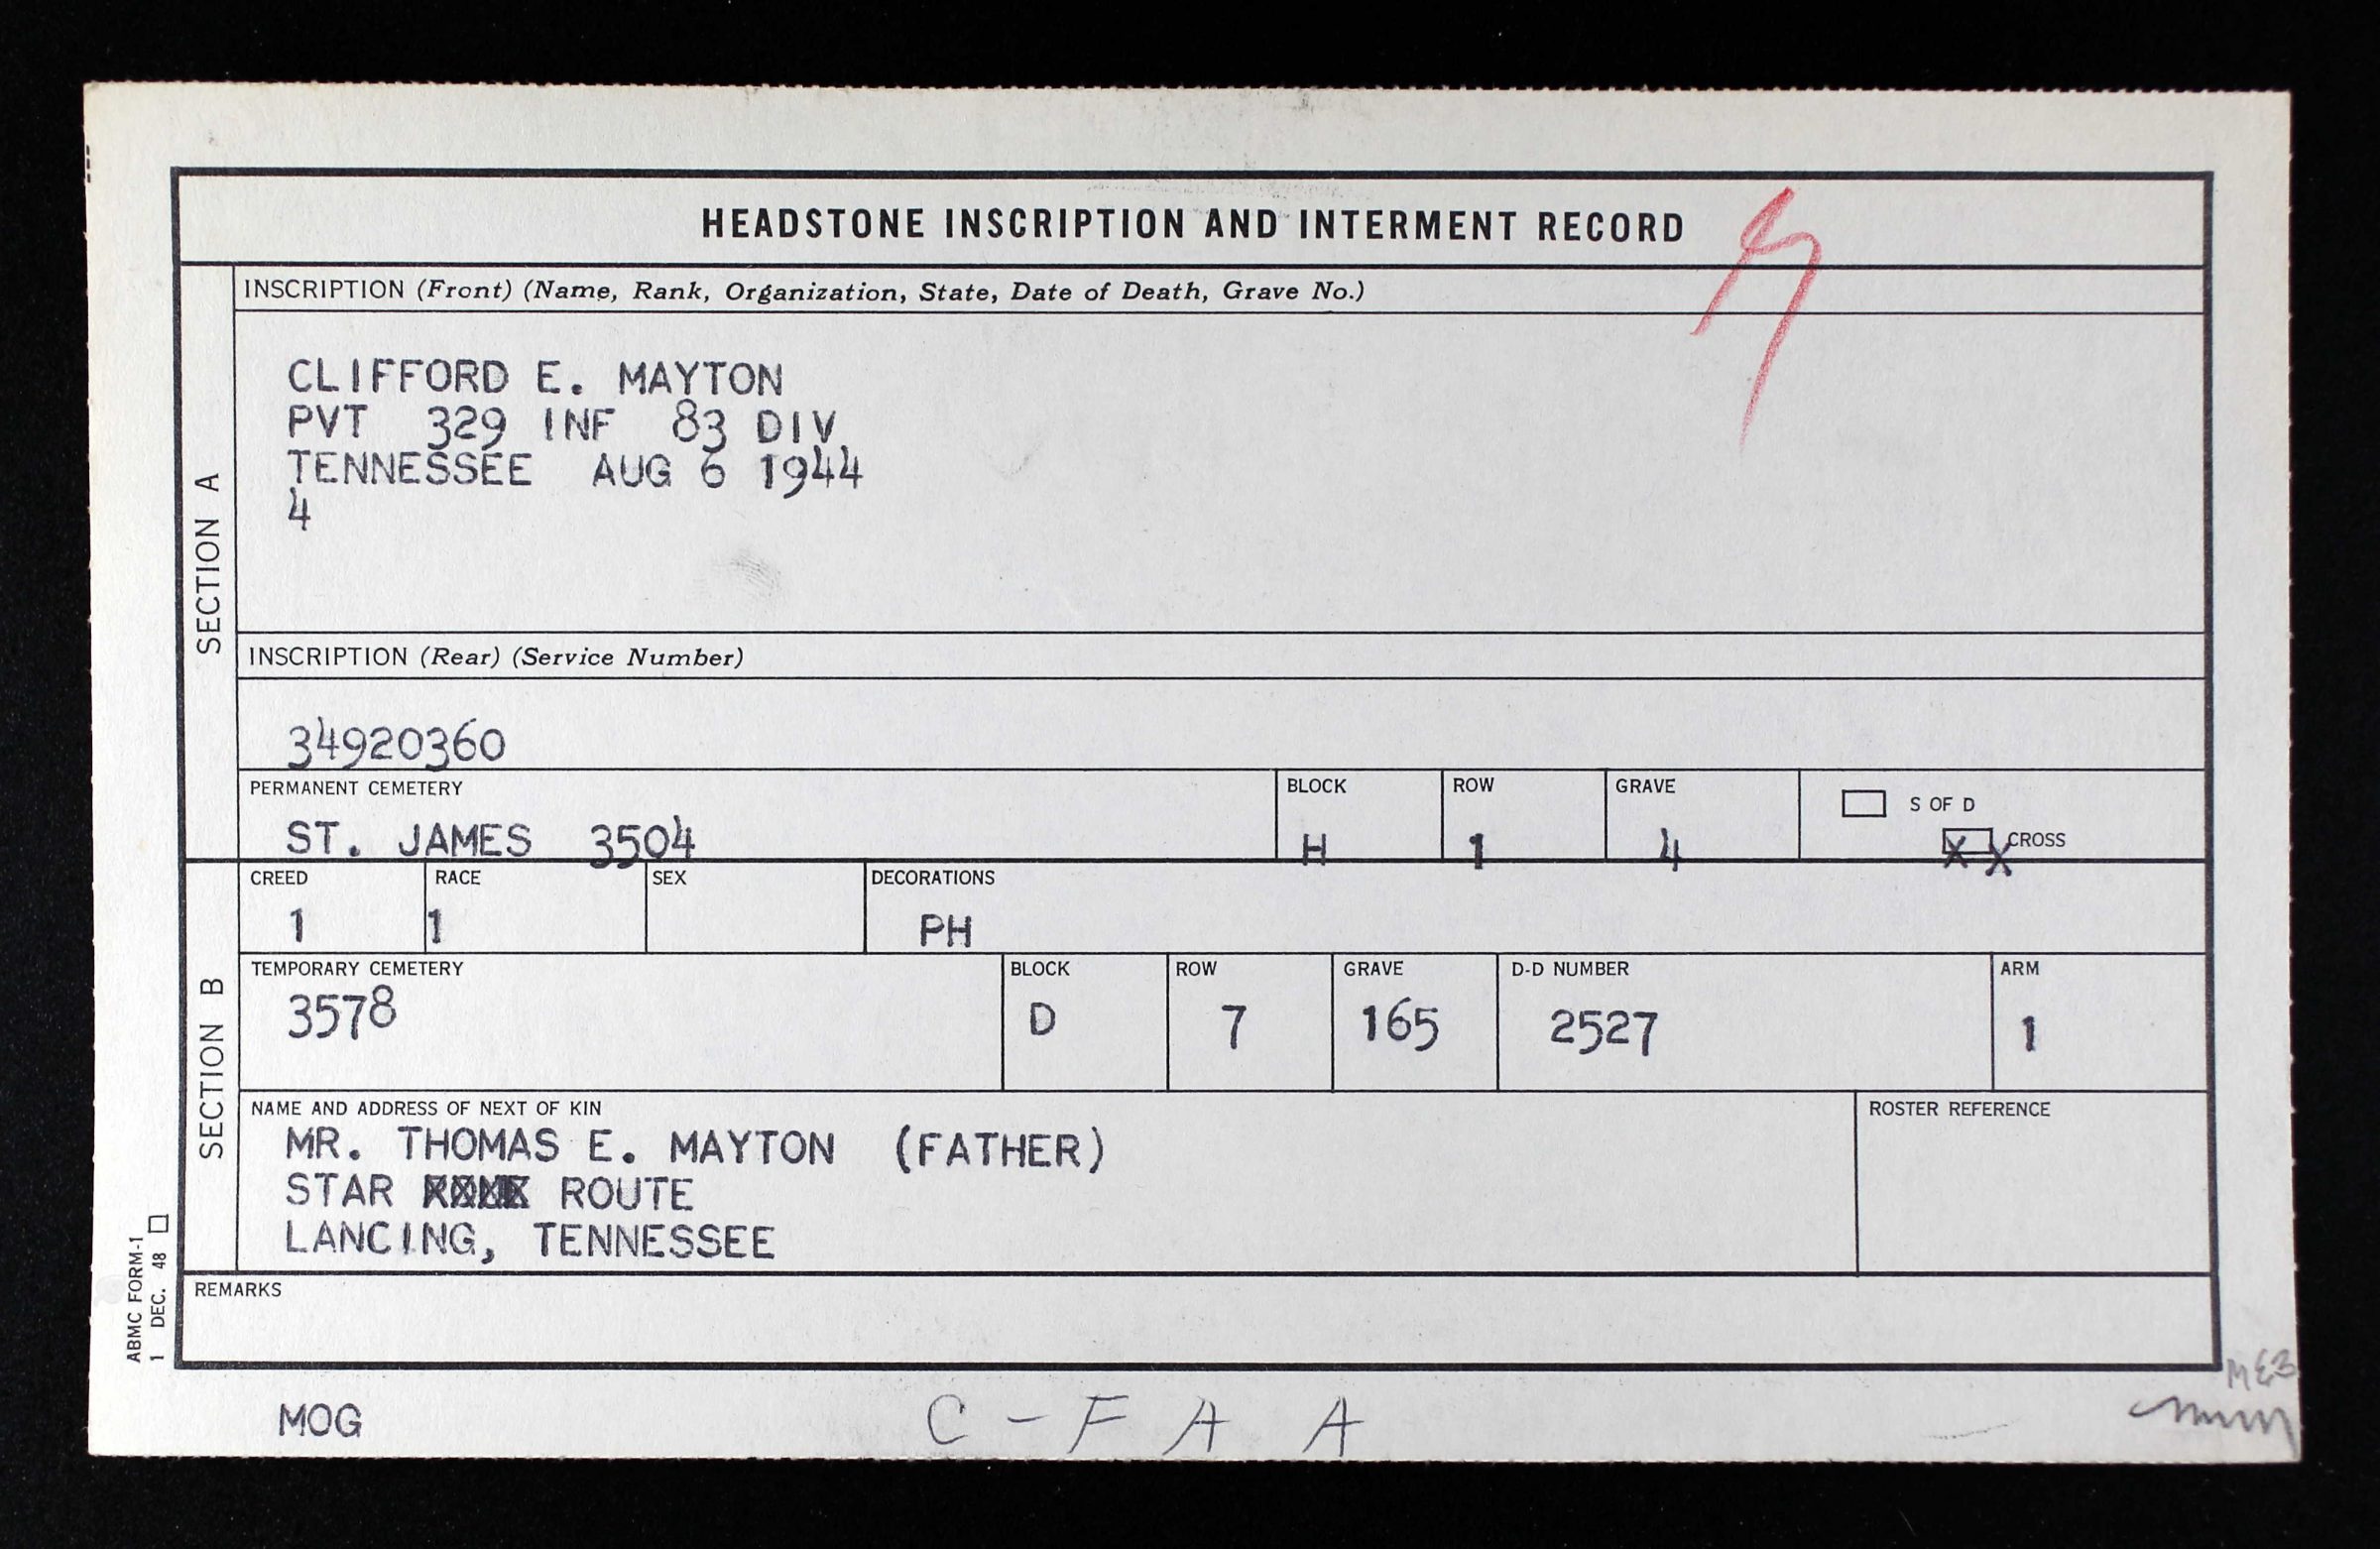 HEADSTONE INSCRIPTION AND INTERMENT RECORD
SECTION A
INSCRIPTION (Front) (Name, Rank, Organization, State, Date of Death, Grave No.)
CLIFFORD E. MAYTON
PVT 329 INF 83 DIV
TENNESSEE AUG 6 1944
4
INSCRIPTION (Rear) (Service Number)
34920360
PERMANENT CEMETERY BLOCK ROW GRAVE S OF D
ST. JAMES 3504 H 1 4 X X CROSS
SECTION B
CREED RACE SEX DECORATIONS
1 1 PH
TEMPORARY CEMETERY BLOCK ROW GRAVE D-D NUMBER ARM
3578 D 7 165 2527 1
NAME AND ADDRESS OF NEXT OF KIN ROSTER REFERENCE
MR. THOMAS E. MAYTON (FATHER)
STAR ROUTE
LANCING, TENNESSEE
REMARKS
ABMC FORM-1
1 DEC. 48
MOG C-F A A